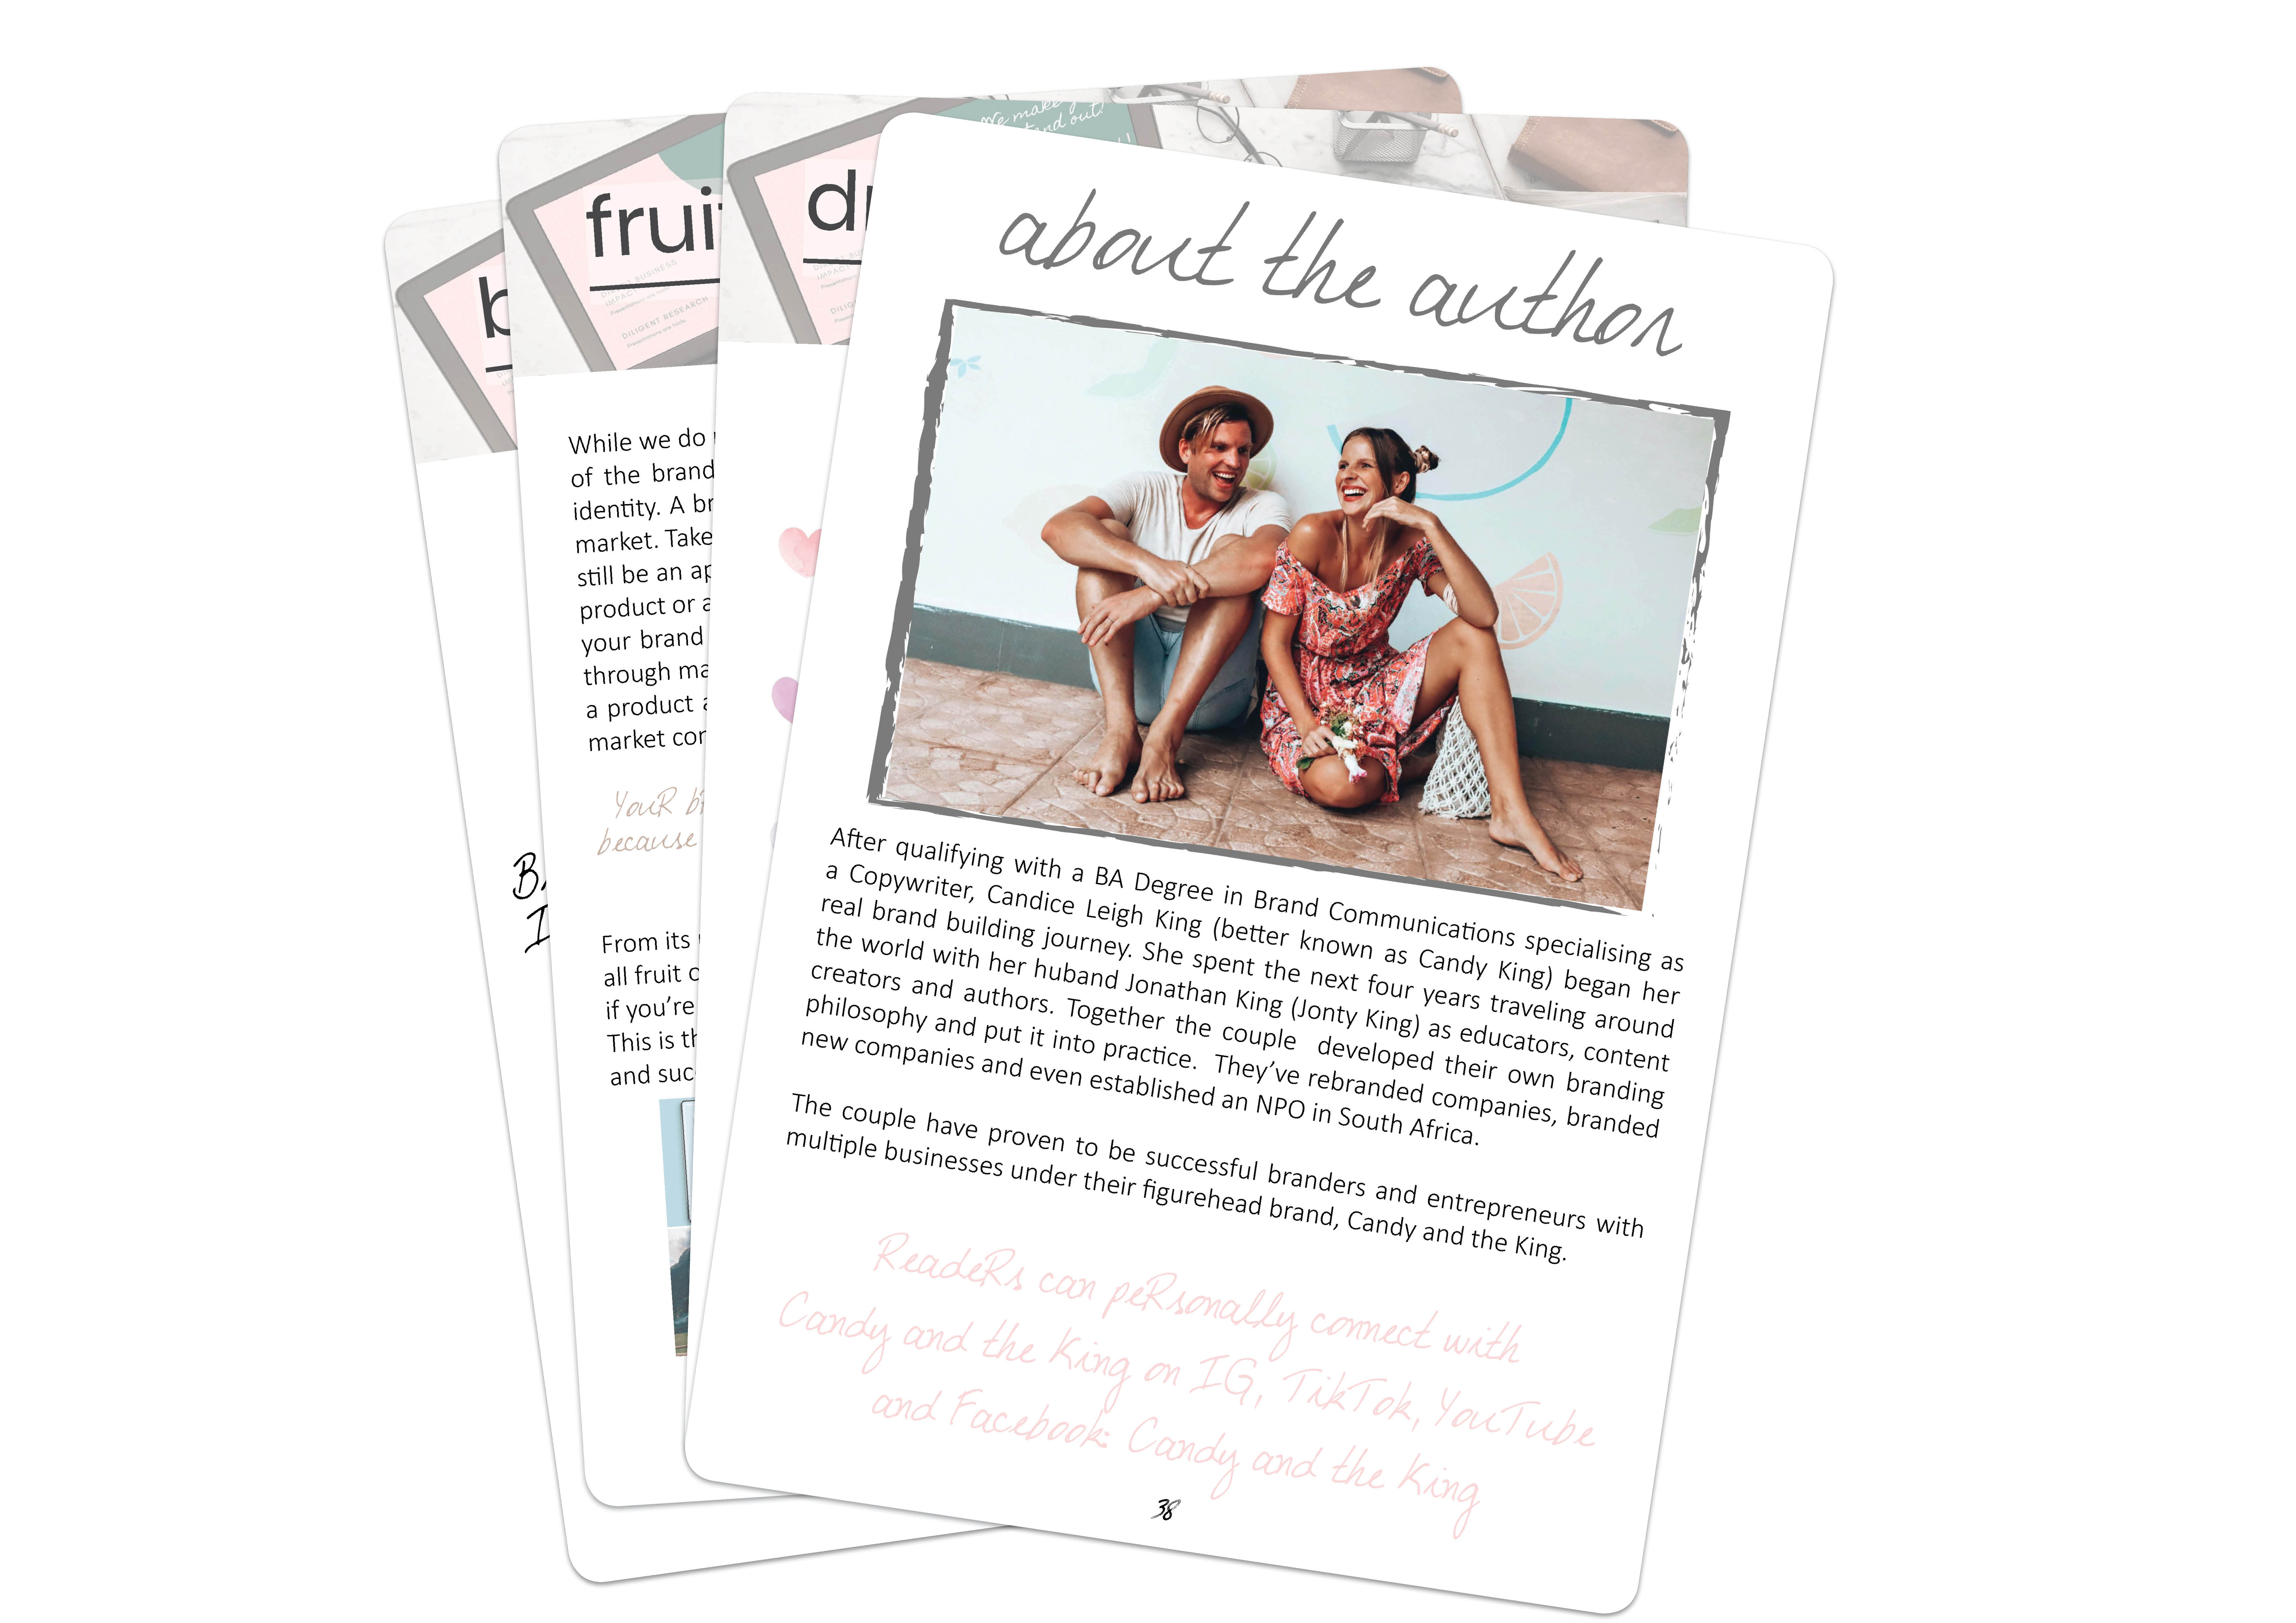 We make y
tand out!
b
fruit
DILIGENT RESEARCH
d
about the author
While we do
of the brand
identity. A br
market. Take
still be an ap
product or a
your brand
through ma
a product a
market con
YouR b
because
From its
all fruit o
if you're
This is th
and suc
After qualifying with a BA Degree in Brand Communications specialising as
a Copywriter, Candice Leigh King (better known as Candy King) began her
real brand building journey. She spent the next four years traveling around
the world with her huband Jonathan King (Jonty King) as educators, content
creators and authors. Together the couple developed their own branding
philosophy and put it into practice. They've rebranded companies, branded
new companies and even established an NPO in South Africa.
The couple have proven to be successful branders and entrepreneurs with
multiple businesses under their figurehead brand, Candy and the King.
ReadeRs can peRsonally connect with
Candy and the King on IG, TikTok, YouTube
and Facebook: Candy and the King
38